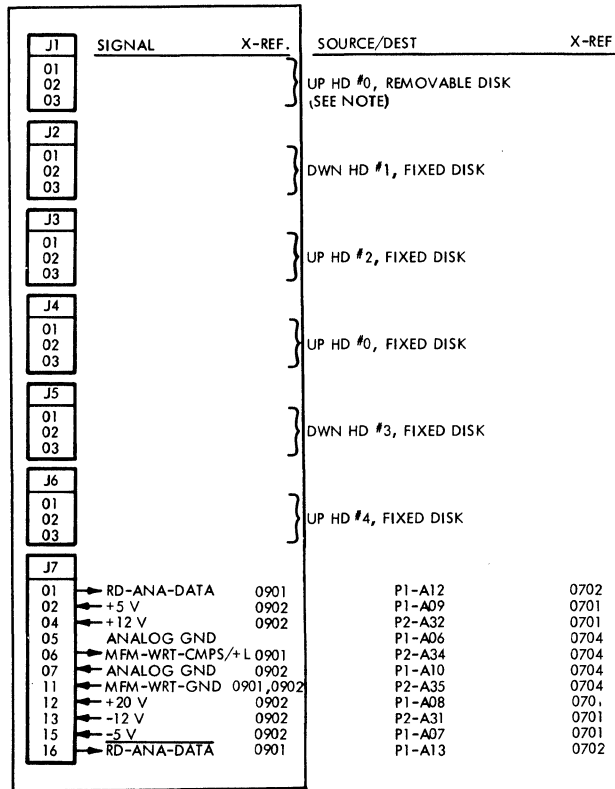 J1 SIGNAL X-REF. SOURCE/DEST X-REF
01
02 UP HD #0, REMOVABLE DISK
03 (SEE NOTE)
J2
01
02 DWN HD #1, FIXED DISK
03
J3
01
02 UP HD #2, FIXED DISK
03
J4
01
02 UP HD #0, FIXED DISK
03
J5
01
02 DWN HD #3, FIXED DISK
03
J6
01
02 UP HD #4, FIXED DISK
03
J7
01 RD-ANA-DATA 0901 P1-A12 0702
02 +5 V 0902 P1-A09 0701
04 +12 V 0902 P2-A32 0701
05 ANALOG GND P1-A06 0704
06 MFM-WRT-CMPS/+L 0901 P2-A34 0704
07 ANALOG GND 0902 P1-A10 0704
11 MFM-WRT-GND 0901,0902 P2-A35 0704
12 +20 V 0902 P1-A08 070.
13 -12 V 0902 P2-A31 0701
15 -5 V 0902 P1-A07 0701
16 RD-ANA-DATA 0901 P1-A13 0702